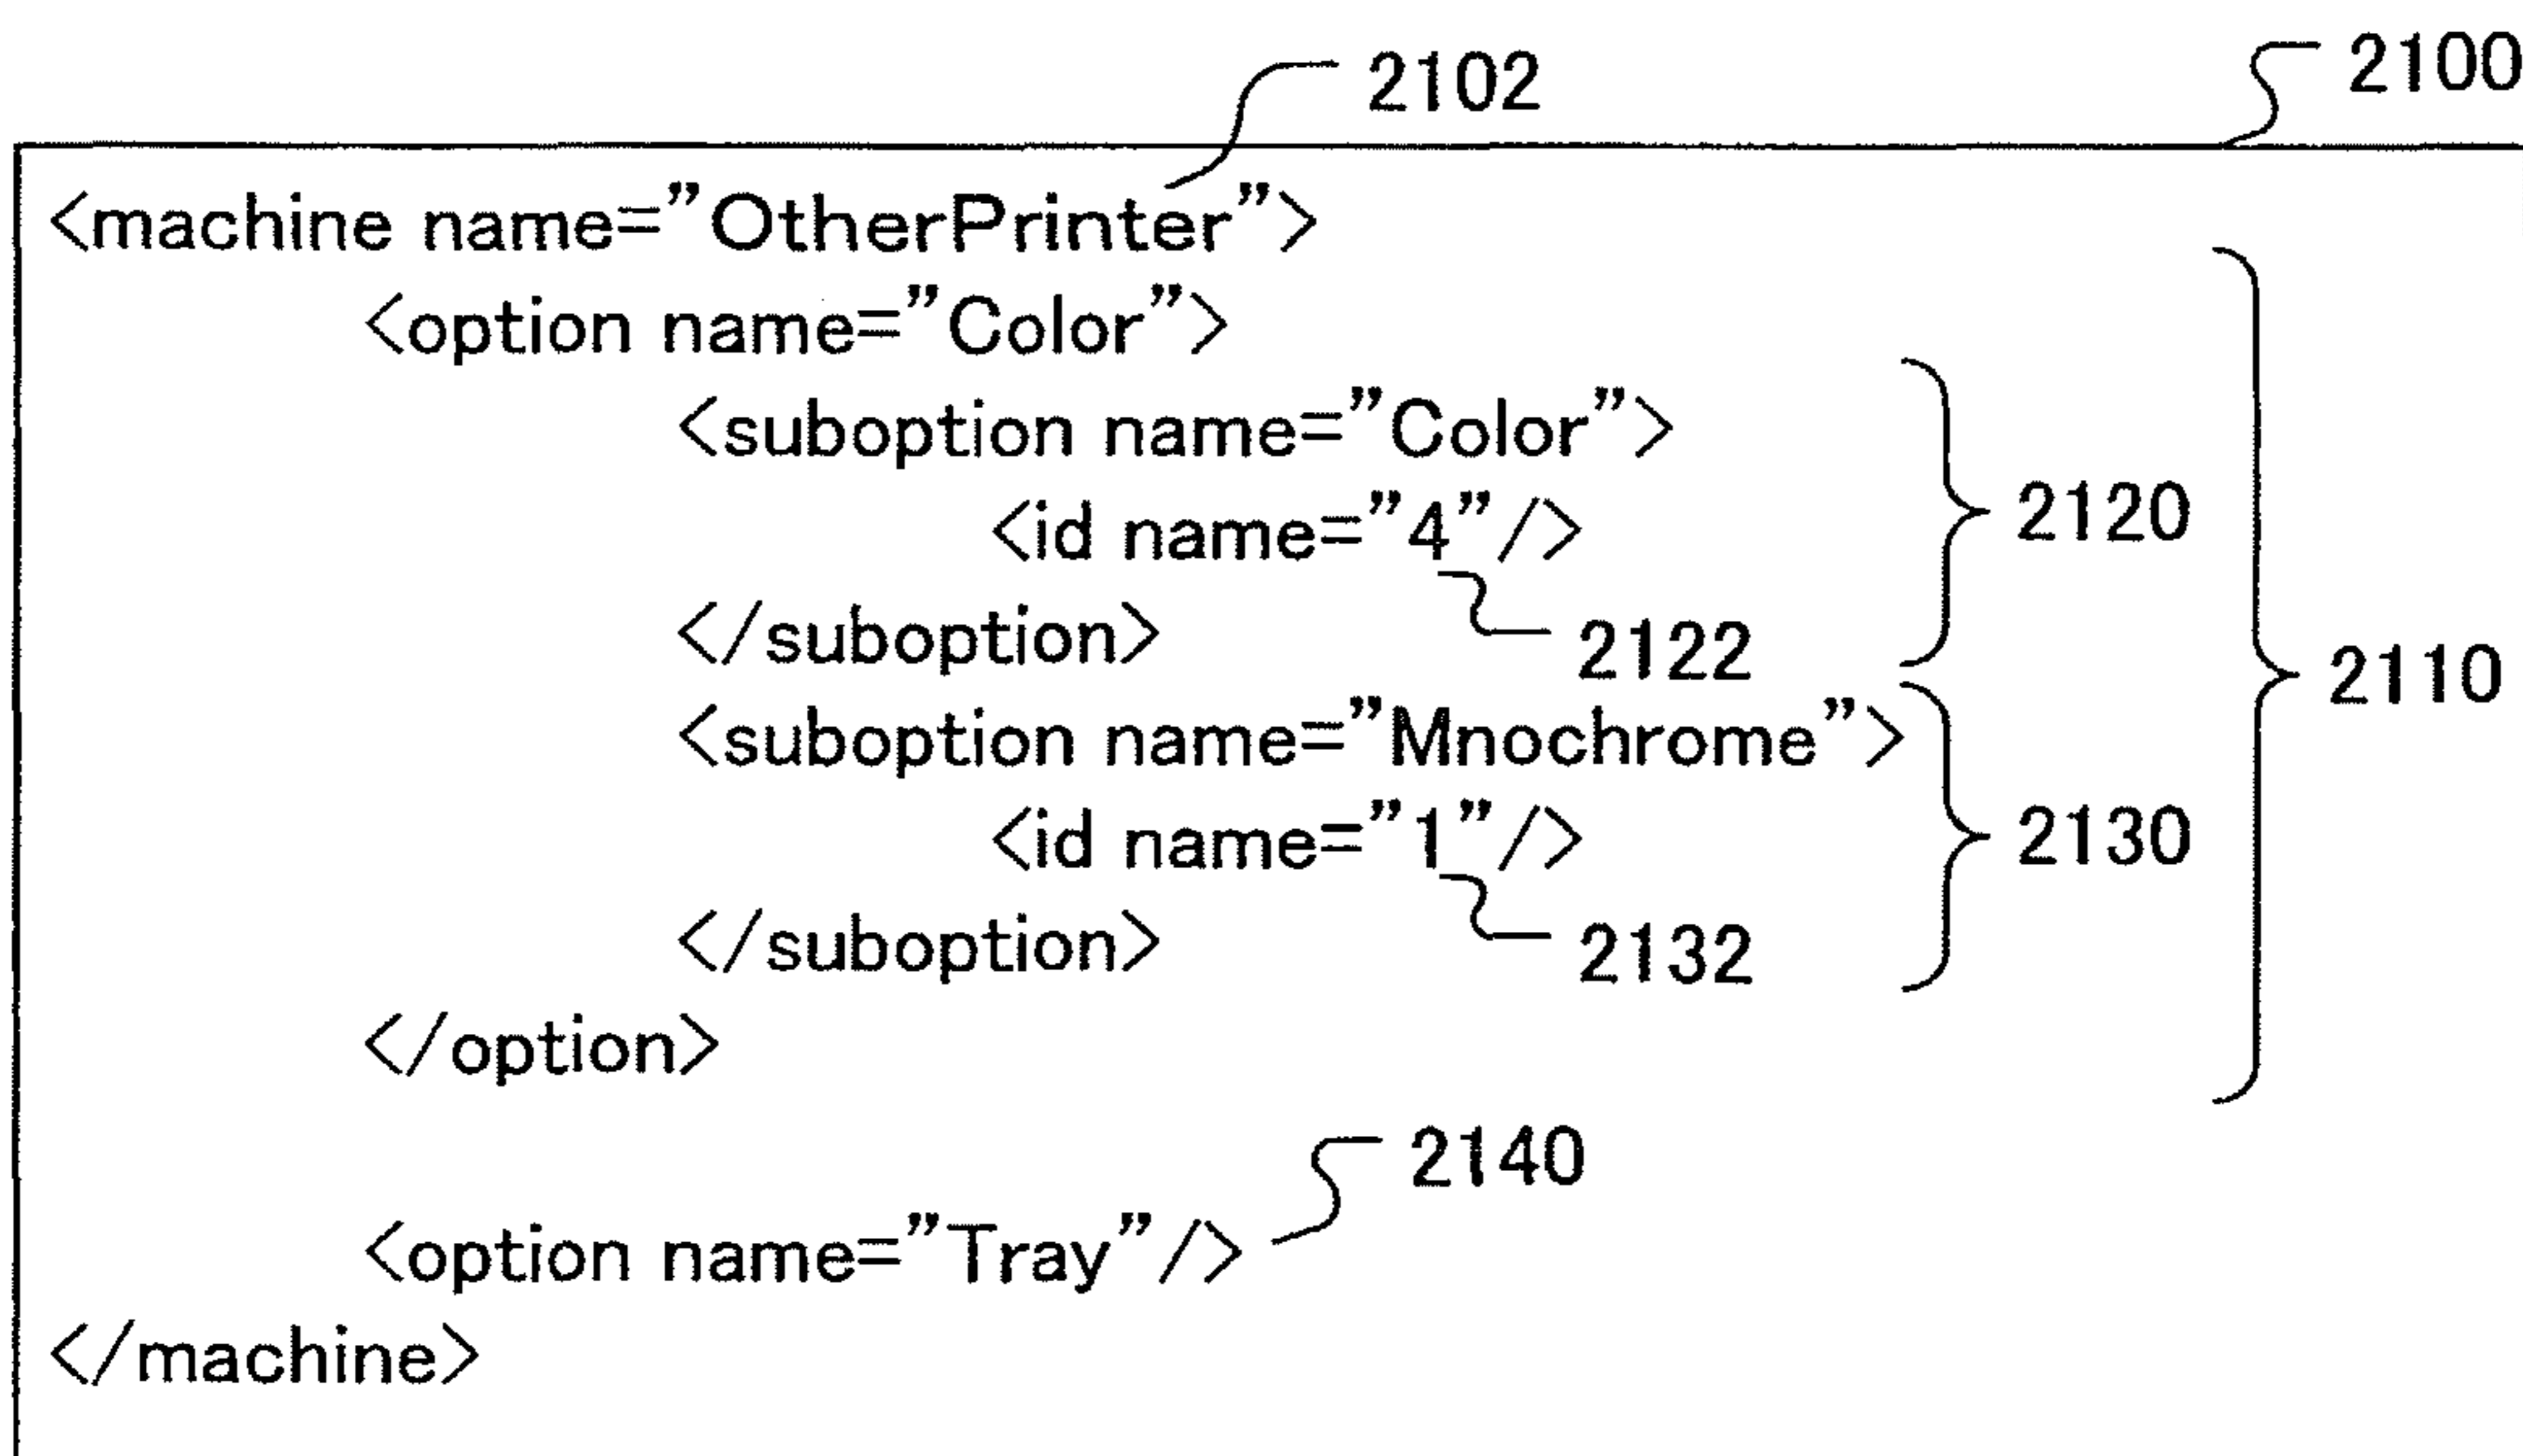 2102
2100
<machine name="OtherPrinter">
<option name="Color">
<suboption name="Color">
<id name="4"/>
2120
</suboption>
2122
2110
<suboption name="Mnochrome">
<id name="1"/>
2130
</suboption>
2132
</option>
2140
<option name="Tray"/>
</machine>